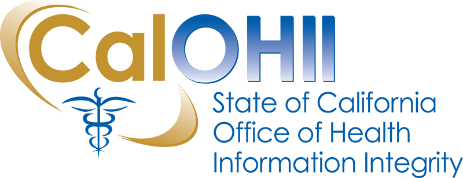 CalOHII
State of California
Office of Health
Information Integrity